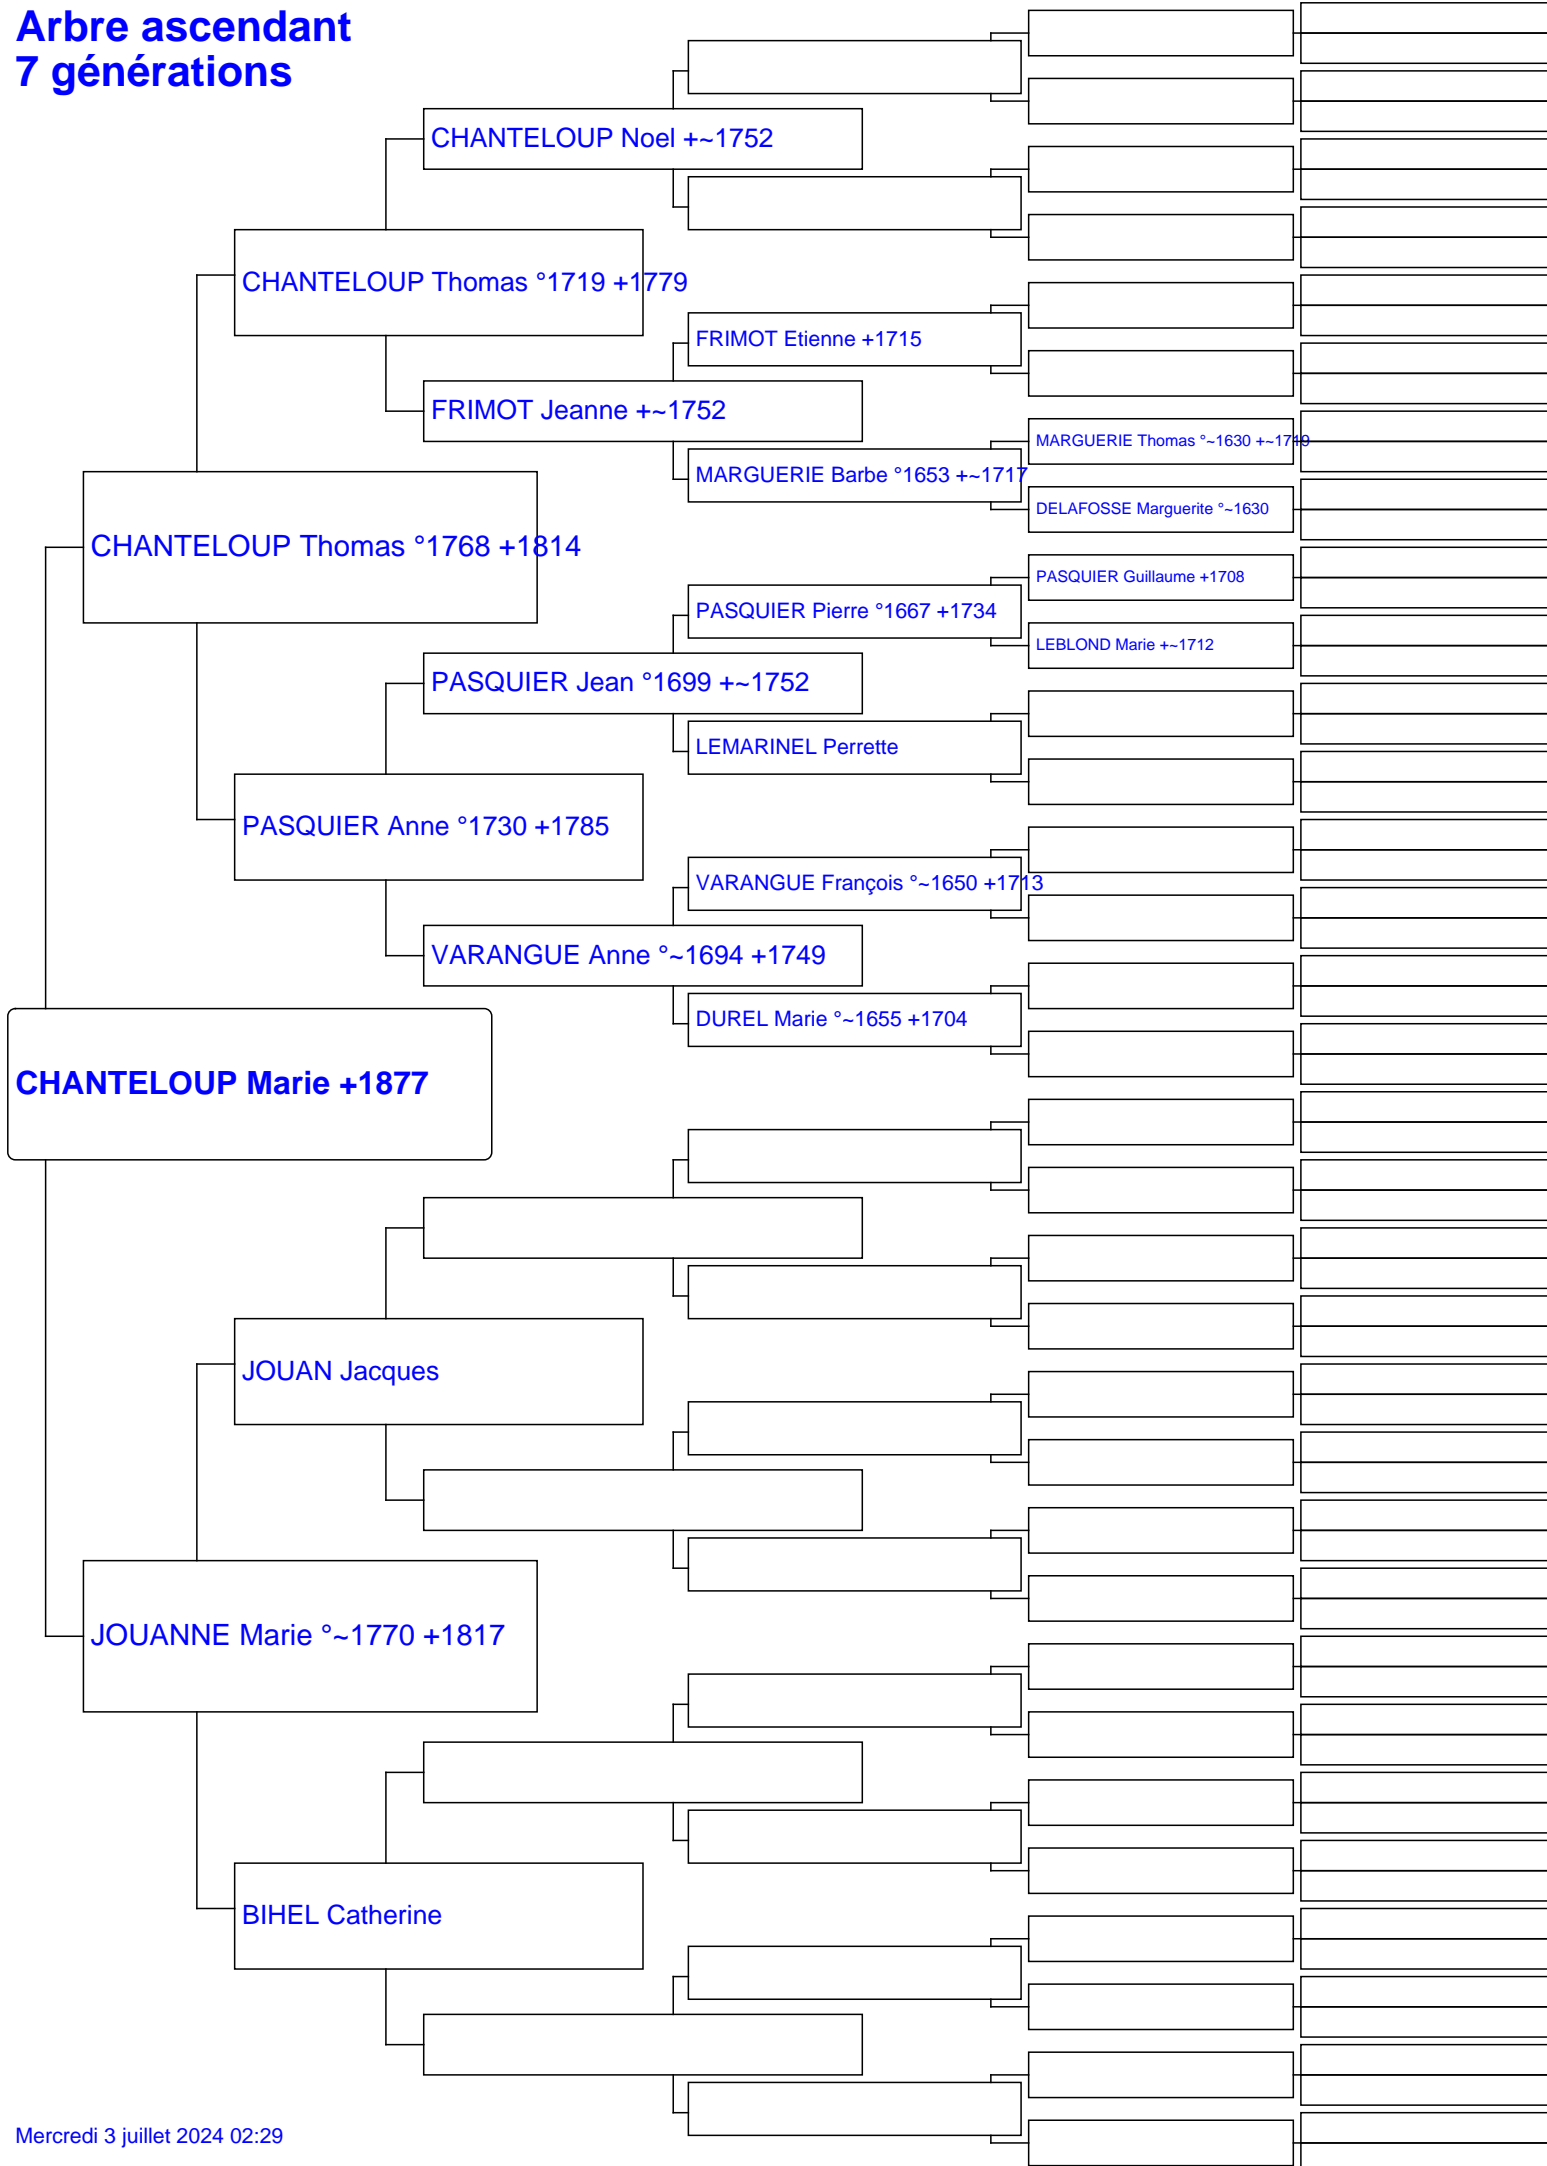 Arbre ascendant
7 générations
CHANTELOUP Noel +~1752
CHANTELOUP Thomas °1719 +1779
FRIMOT Etienne +1715
FRIMOT Jeanne +~1752
MARGUERIE Thomas °~1630 +~1719
MARGUERIE Barbe °1653 +~1717
DELAFOSSE Marguerite °~1630
CHANTELOUP Thomas °1768 +1814
PASQUIER Guillaume +1708
PASQUIER Pierre °1667 +1734
LEBLOND Marie +~1712
PASQUIER Jean °1699 +~1752
LEMARINEL Perrette
PASQUIER Anne °1730 +1785
VARANGUE François °~1650 +1713
VARANGUE Anne °~1694 +1749
DUREL Marie °~1655 +1704
CHANTELOUP Marie +1877
JOUAN Jacques
JOUANNE Marie °~1770 +1817
BIHEL Catherine
Mercredi 3 juillet 2024 02:29